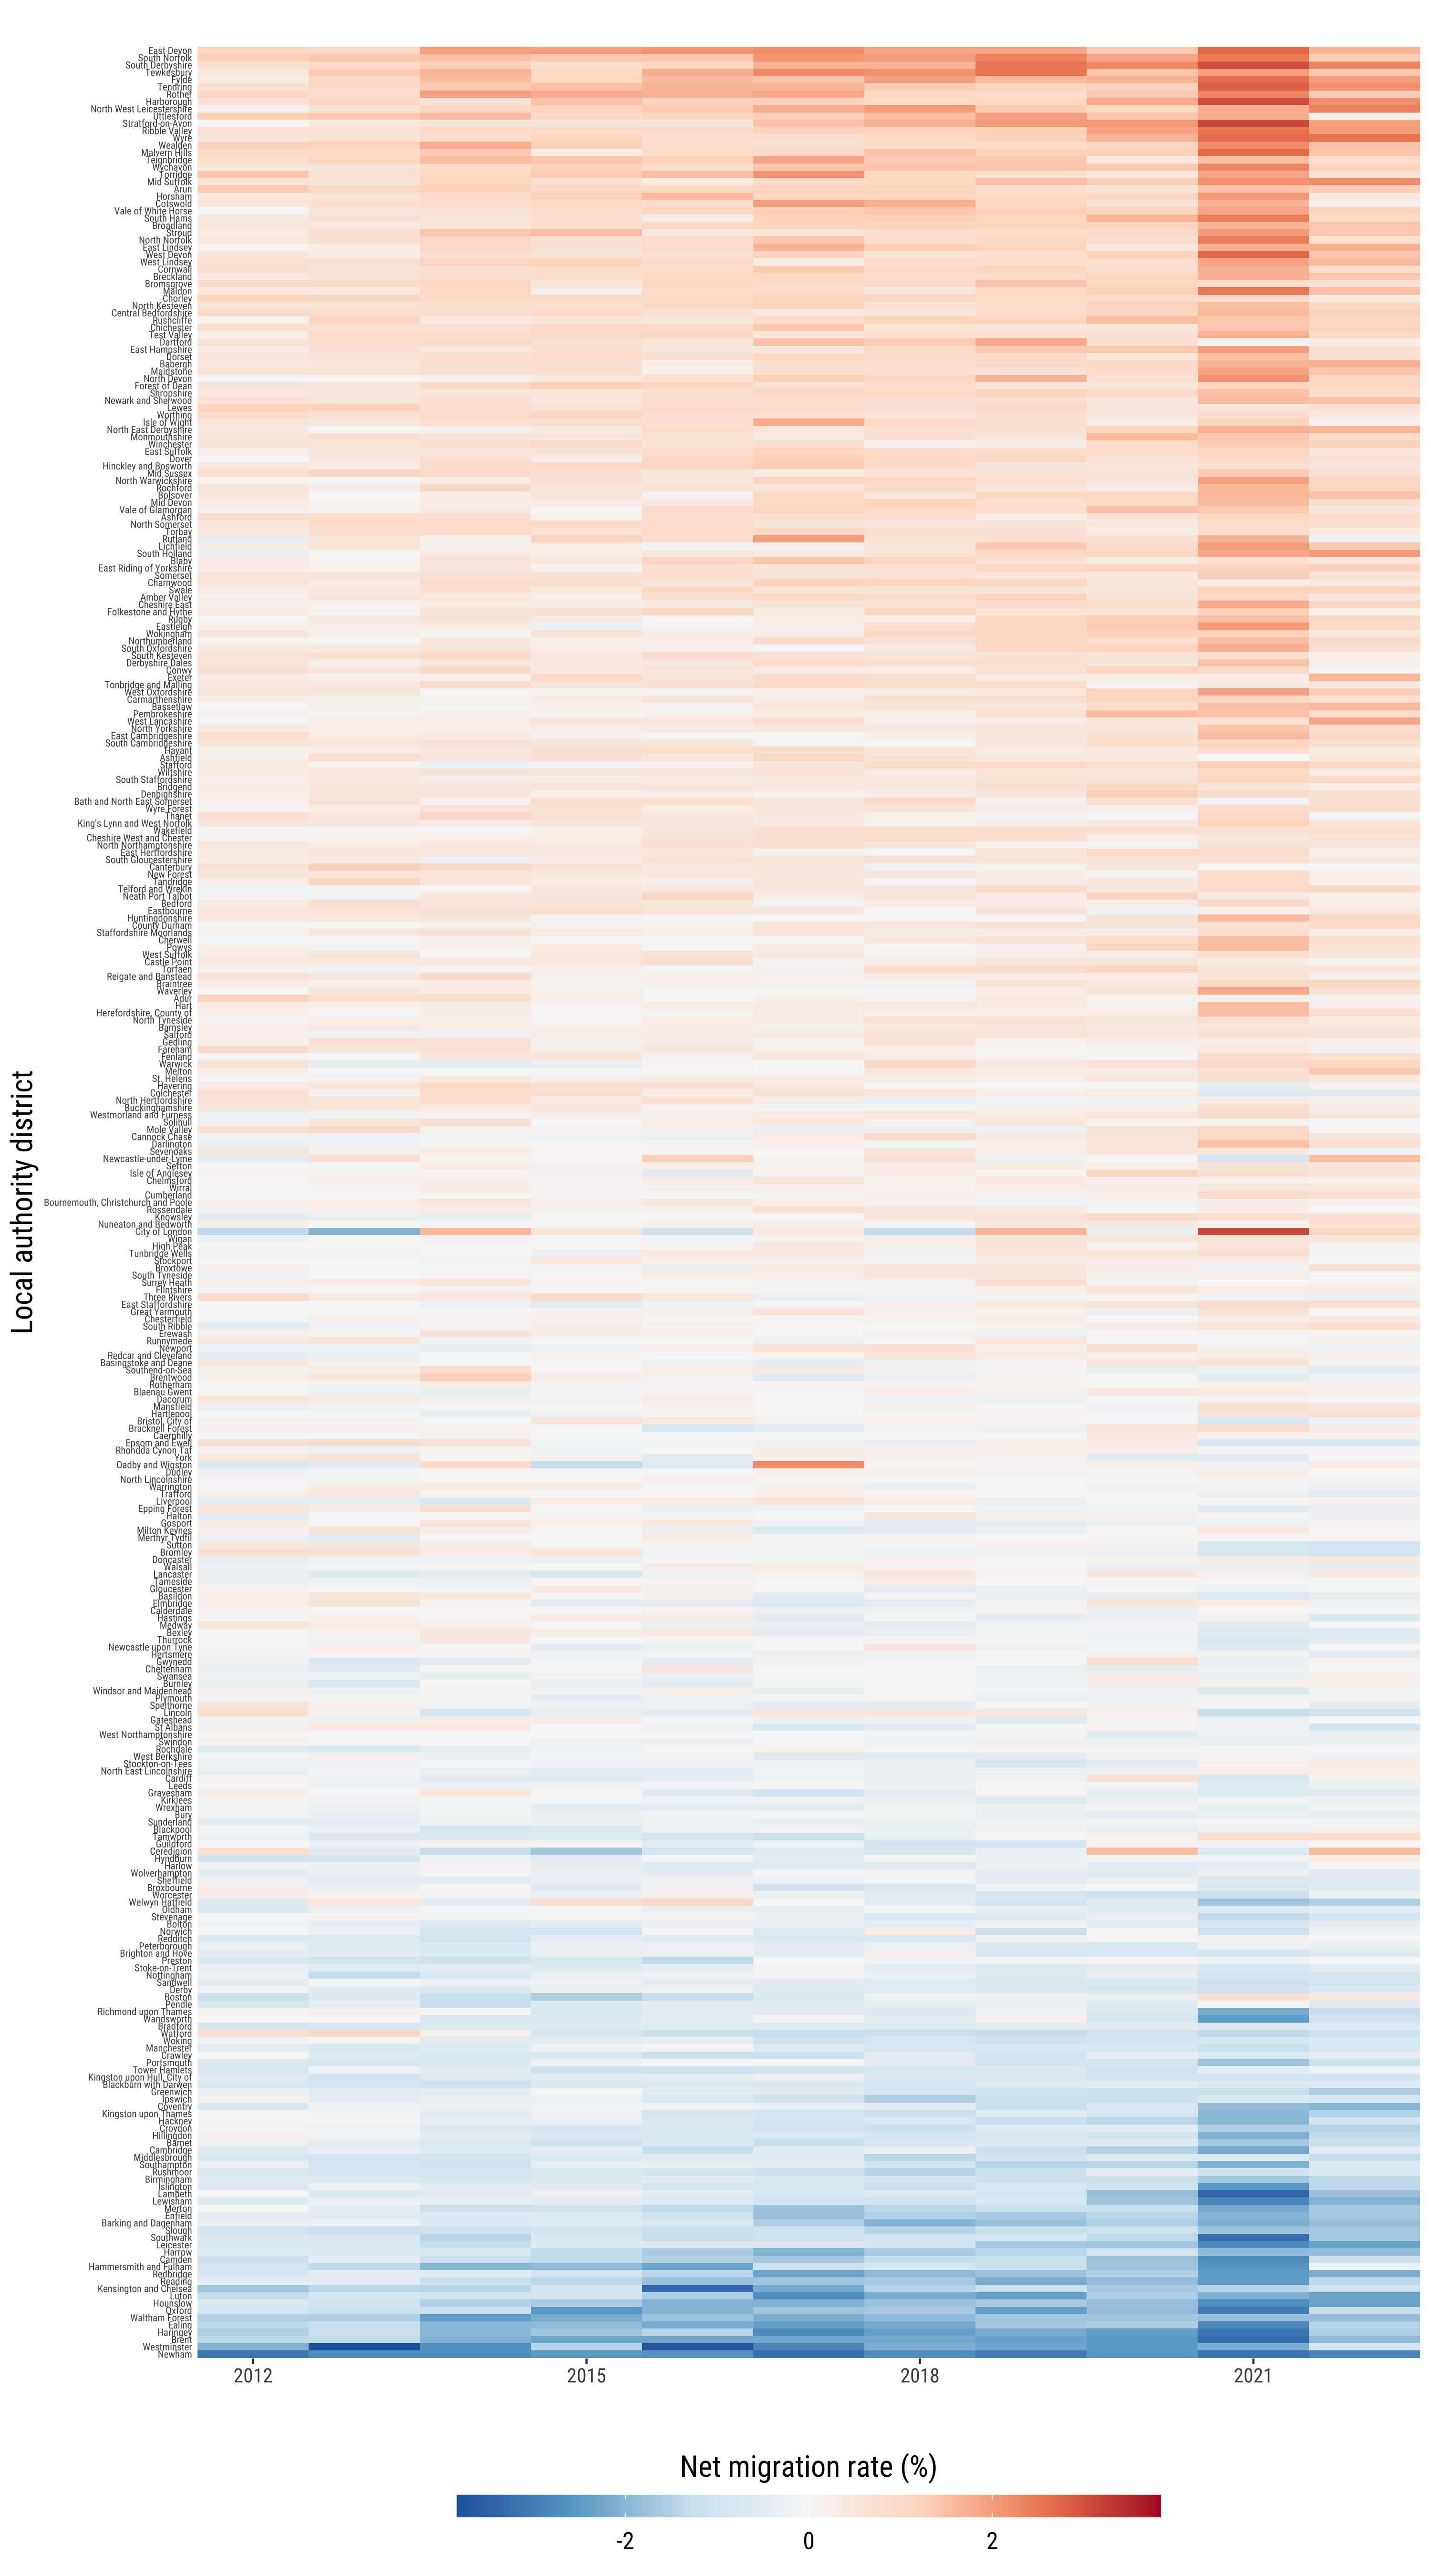 East Devon
South Norfolk
South Derbyshire
Tewkesbury
Fylde
Tendring
Rother
Harborough
North West Leicestershire
Uttlesford
Stratford-on-Avon
Ribble Valley
Wyre
Wealden
Malvern Hills
Teignbridge
Wychavon
Torridge
Mid Suffolk
Arun
Horsham
Cotswold
Vale of White Horse
South Hams
Broadland
Stroud
North Norfolk
East Lindsey
West Devon
West Lindsey
Cornwall
Breckland
Bromsgrove
Maldon
Chorley
North Kesteven
Central Bedfordshire
Rushcliffe
Chichester
Test Valley
Dartford
East Hampshire
Dorset
Babergh
Maidstone
North Devon
Forest of Dean
Shropshire
Newark and Sherwood
Lewes
Worthing
Isle of Wight
North East Derbyshire
Monmouthshire
Winchester
East Suffolk
Dover
Hinckley and Bosworth
Mid Sussex
North Warwickshire
Rochford
Bolsover
Mid Devon
Vale of Glamorgan
Ashford
North Somerset
Torbay
Rutland
Lichfield
South Holland
Blaby
East Riding of Yorkshire
Somerset
Charnwood
Swale
Amber Valley
Cheshire East
Folkestone and Hythe
Rugby
Eastleigh
Wokingham
Northumberland
South Oxfordshire
South Kesteven
Derbyshire Dales
Conwy
Exeter
Tonbridge and Malling
West Oxfordshire
Carmarthenshire
Bassetlaw
Pembrokeshire
West Lancashire
North Yorkshire
East Cambridgeshire
South Cambridgeshire
Havant
Ashfield
Stafford
Wiltshire
South Staffordshire
Bridgend
Denbighshire
Bath and North East Somerset
Wyre Forest
Thanet
King's Lynn and West Norfolk
Wakefield
Cheshire West and Chester
North Northamptonshire
East Hertfordshire
South Gloucestershire
Canterbury
New Forest
Tandridge
Telford and Wrekin
Neath Port Talbot
Bedford
Eastbourne
Huntingdonshire
County Durham
Staffordshire Moorlands
Cherwell
Powys
West Suffolk
Castle Point
Torfaen
Reigate and Banstead
Braintree
Waverley
Adur
Hart
Herefordshire, County of
North Tyneside
Barnsley
Salford
Gedling
Fareham
Fenland
Warwick
Melton
St. Helens
Havering
Colchester
North Hertfordshire
Buckinghamshire
Westmorland and Furness
Solihull
Mole Valley
Cannock Chase
Darlington
Sevenoaks
Newcastle-under-Lyme
Sefton
Isle of Anglesey
Chelmsford
Wirral
Cumberland
Bournemouth, Christchurch and Poole
Rossendale
Knowsley
Nuneaton and Bedworth
City of London
Wigan
High Peak
Tunbridge Wells
Stockport
Broxtowe
South Tyneside
Surrey Heath
Flintshire
Three Rivers
East Staffordshire
Great Yarmouth
Chesterfield
South Ribble
Erewash
Runnymede
Newport
Redcar and Cleveland
Basingstoke and Deane
Southend-on-Sea
Brentwood
Rotherham
Blaenau Gwent
Dacorum
Mansfield
Hartlepool
Bristol, City of
Bracknell Forest
Caerphilly
Epsom and Ewell
Rhondda Cynon Taf
York
Oadby and Wigston
Dudley
North Lincolnshire
Warrington
Trafford
Liverpool
Epping Forest
Halton
Gosport
Milton Keynes
Merthyr Tydfil
Sutton
Bromley
Doncaster
Walsall
Lancaster
Tameside
Gloucester
Basildon
Elmbridge
Calderdale
Hastings
Medway
Bexley
Thurrock
Newcastle upon Tyne
Hertsmere
Gwynedd
Cheltenham
Swansea
Burnley
Windsor and Maidenhead
Plymouth
Spelthorne
Lincoln
Gateshead
St Albans
West Northamptonshire
Swindon
Rochdale
West Berkshire
Stockton-on-Tees
North East Lincolnshire
Cardiff
Leeds
Gravesham
Kirklees
Wrexham
Bury
Sunderland
Blackpool
Tamworth
Guildford
Ceredigion
Hyndburn
Harlow
Wolverhampton
Sheffield
Broxbourne
Worcester
Welwyn Hatfield
Oldham
Stevenage
Bolton
Norwich
Redditch
Peterborough
Brighton and Hove
Preston
Stoke-on-Trent
Nottingham
Sandwell
Derby
Boston
Pendle
Richmond upon Thames
Wandsworth
Bradford
Watford
Woking
Manchester
Crawley
Portsmouth
Tower Hamlets
Kingston upon Hull, City of
Blackburn with Darwen
Greenwich
Ipswich
Coventry
Kingston upon Thames
Hackney
Croydon
Hillingdon
Barnet
Cambridge
Middlesbrough
Southampton
Rushmoor
Birmingham
Islington
Lambeth
Lewisham
Merton
Enfield
Barking and Dagenham
Slough
Southwark
Leicester
Harrow
Camden
Hammersmith and Fulham
Redbridge
Reading
Kensington and Chelsea
Luton
Hounslow
Oxford
Waltham Forest
Ealing
Haringey
Brent
Westminster
Newham
Local authority district
2012 2015 2018 2021
Net migration rate (%)
-2 0 2